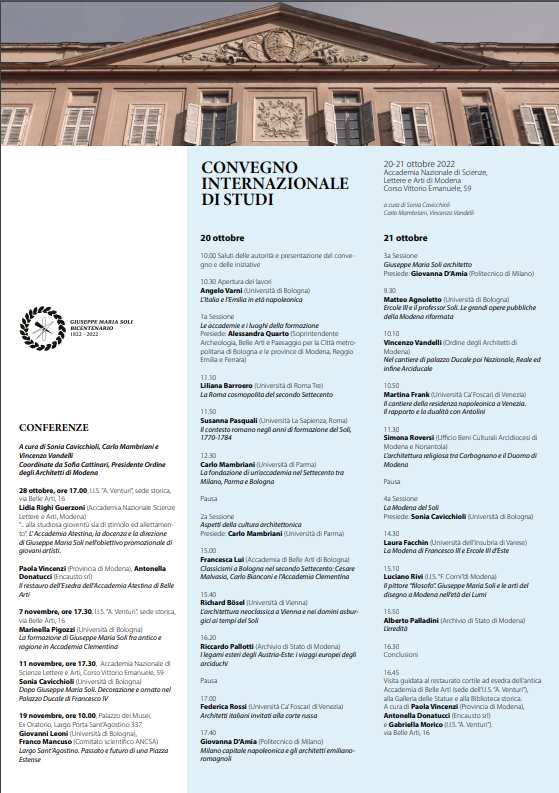 GIUSEPPE MARIA SOLI
BICENTENARIO
1822 - 2022
CONFERENZE
A cura di Sonia Cavicchioli, Carlo Mambriani e
Vincenzo Vandelli
Coordinate da Sofia Cattinari, Presidente Ordine
degli Architetti di Modena
28 ottobre, ore 17.00, I.I.S. "A. Venturi", sede storica,
via Belle Arti, 16
Lidia Righi Guerzoni (Accademia Nazionale Scienze
Lettere e Arti, Modena)
"... alla studiosa gioventù sia di stimolo ed allettamen-
to". L'Accademia Atestina, la docenza e la direzione
di Giuseppe Maria Soli nell'obiettivo promozionale di
giovani artisti.
Paola Vincenzi (Provincia di Modena), Antonella
Donatucci (Encausto srl)
Il restauro dell'Esedra dell'Accademia Atestina di Belle
Arti
7 novembre, ore 17.30, I.I.S. "A. Venturi", sede storica,
via Belle Arti, 16
Marinella Pigozzi (Università di Bologna)
La formazione di Giuseppe Maria Soli fra antico e
ragione in Accademia Clementina
11 novembre, ore 17.30, Accademia Nazionale di
Scienze Lettere e Arti, Corso Vittorio Emanuele, 59
Sonia Cavicchioli (Università di Bologna)
Dopo Giuseppe Maria Soli. Decorazione e ornato nel
Palazzo Ducale di Francesco IV
19 novembre, ore 10.00, Palazzo dei Musei,
Ex Oratorio, Largo Porta Sant'Agostino 337
Giovanni Leoni (Università di Bologna),
Franco Mancuso (Comitato scientifico ANCSA)
Largo Sant'Agostino. Passato e futuro di una Piazza
Estense
CONVEGNO
INTERNAZIONALE
DI STUDI
20 ottobre
10.00 Saluti delle autorità e presentazione del conve-
gno e delle iniziative
10.30 Apertura dei lavori
Angelo Varni (Università di Bologna)
L'Italia e l'Emilia in età napoleonica
1a Sessione
Le accademie e i luoghi della formazione
Presiede: Alessandra Quarto (Soprintendente
Archeologia, Belle Arti e Paesaggio per la Città metro-
politana di Bologna e le province di Modena, Reggio
Emilia e Ferrara)
11.10
Liliana Barroero (Università di Roma Tre)
La Roma cosmopolita del secondo Settecento
11.50
Susanna Pasquali (Università La Sapienza, Roma)
Il contesto romano negli anni di formazione del Soli,
1770-1784
12.30
Carlo Mambriani (Università di Parma)
La fondazione di un'accademia nel Settecento tra
Milano, Parma e Bologna
Pausa
2a Sessione
Aspetti della cultura architettonica
Presiede: Carlo Mambriani (Università di Parma)
15.00
Francesca Lui (Accademia di Belle Arti di Bologna)
Classicismi a Bologna nel secondo Settecento: Cesare
Malvasia, Carlo Bianconi e l'Accademia Clementina
15.40
Richard Bösel (Università di Vienna)
L'architettura neoclassica a Vienna e nei domini asbur-
gici ai tempi del Soli
16.20
Riccardo Pallotti (Archivio di Stato di Modena)
I legami esteri degli Austria-Este: i viaggi europei degli
arciduchi
Pausa
17.00
Federica Rossi (Università Ca' Foscari di Venezia)
Architetti italiani invitati alla corte russa
17.40
Giovanna D'Amia (Politecnico di Milano)
Milano capitale napoleonica e gli architetti emiliano-
romagnoli
20-21 ottobre 2022
Accademia Nazionale di Scienze,
Lettere e Arti di Modena
Corso Vittorio Emanuele, 59
a cura di Sonia Cavicchioli
Carlo Mambriani, Vincenzo Vandelli
21 ottobre
3a Sessione
Giuseppe Maria Soli architetto
Presiede: Giovanna D'Amia (Politecnico di Milano)
9.30
Matteo Agnoletto (Università di Bologna)
Ercole III e il professor Soli. Le grandi opere pubbliche
della Modena riformata
10.10
Vincenzo Vandelli (Ordine degli Architetti di
Modena)
Nel cantiere di palazzo Ducale poi Nazionale, Reale ed
infine Arciducale
10.50
Martina Frank (Università Ca' Foscari di Venezia)
Il cantiere della residenza napoleonica a Venezia.
Il rapporto e la dualità con Antolini
11.30
Simona Roversi (Ufficio Beni Culturali Arcidiocesi di
Modena e Nonantola)
L'architettura religiosa tra Carbognano e il Duomo di
Modena
Pausa
4a Sessione
La Modena del Soli
Presiede: Sonia Cavicchioli (Università di Bologna)
14.30
Laura Facchin (Università dell'Insubria di Varese)
La Modena di Francesco III e Ercole III d'Este
15.10
Luciano Rivi (I.I.S. "F. Corni"di Modena)
Il pittore "filosofo". Giuseppe Maria Soli e le arti del
disegno a Modena nell'età dei Lumi
15.50
Alberto Palladini (Archivio di Stato di Modena)
L'eredità
16.30
Conclusioni
16.45
Visita guidata al restaurato cortile ad esedra dell'antica
Accademia di Belle Arti (sede dell'I.I.S. "A. Venturi"),
alla Galleria delle Statue e alla Biblioteca storica.
A cura di Paola Vincenzi (Provincia di Modena),
Antonella Donatucci (Encausto srl)
e Gabriella Morico (I.I.S. "A. Venturi").
via Belle Arti, 16